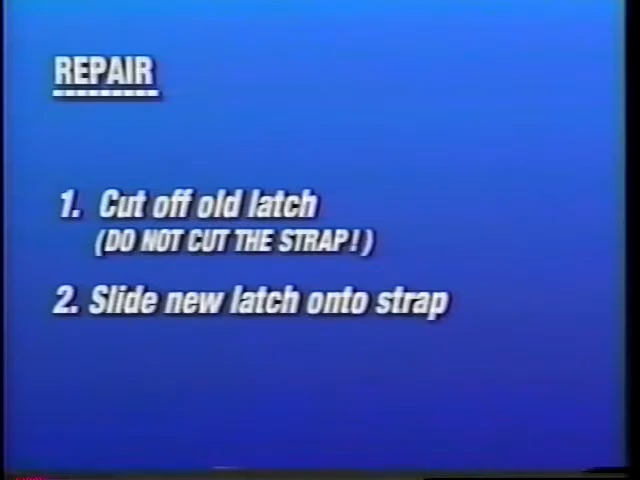 REPAIR
1. Cut off old latch
(DO NOT CUT THE STRAP!)
2. Slide new latch onto strap